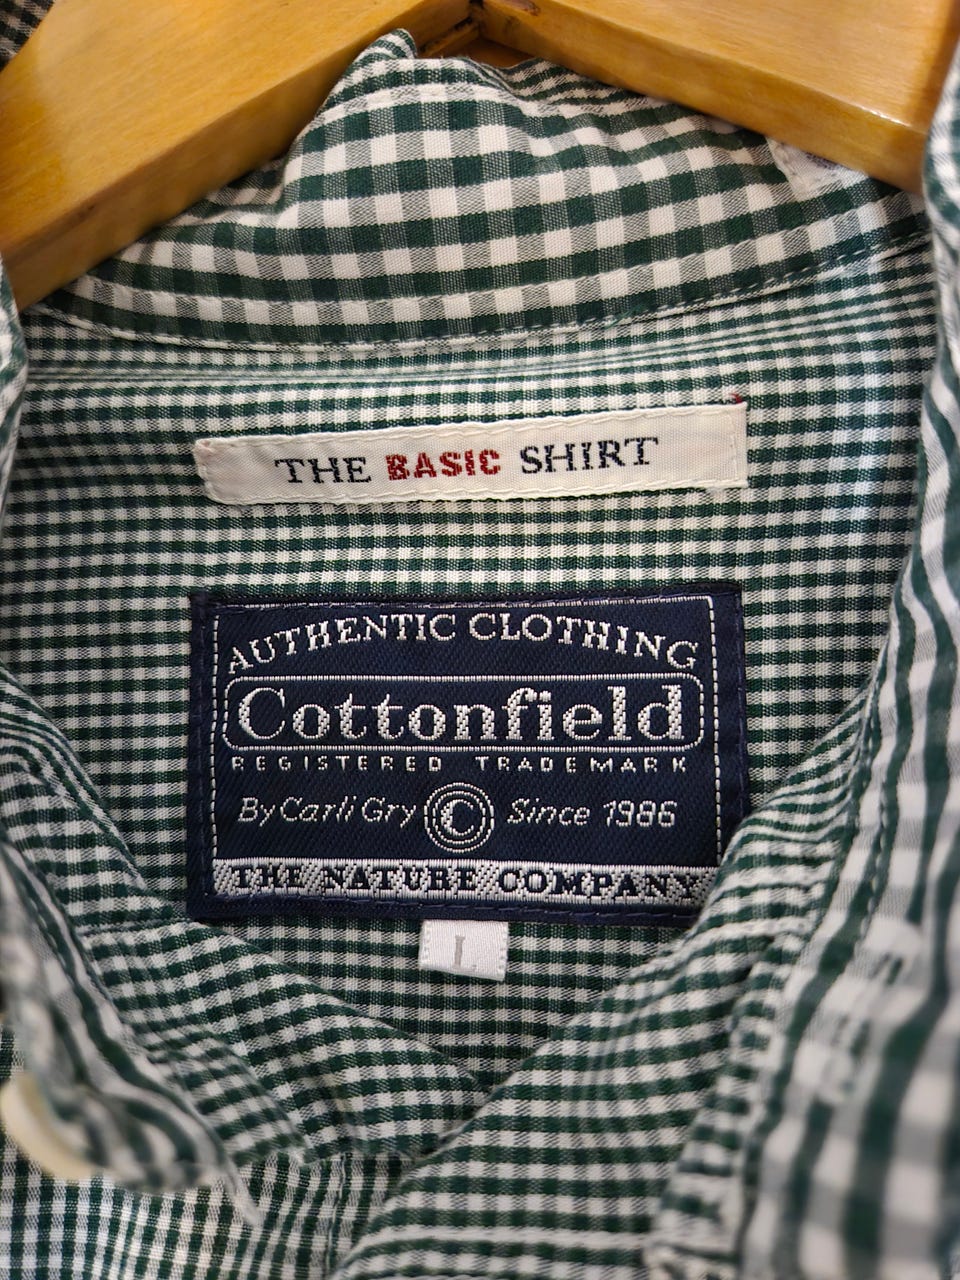 THE BASIC SHIRT
AUTHENTIC CLOTHING
Cottonfield
REGISTERED TRADEMARK
By Carli Gry C Since 1986
THE NATURE COMPANY
L